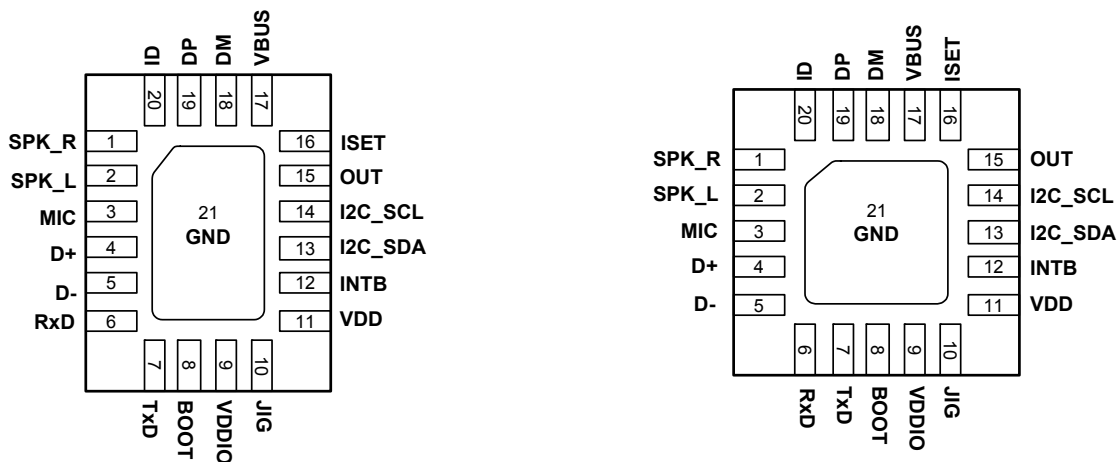 ID DP DM VBUS
20 19 18 17
SPK_R 1 16 ISET
SPK_L 2 15 OUT
MIC 3 21 14 I2C_SCL
D+ 4 GND 13 I2C_SDA
D- 5 12 INTB
RxD 6 11 VDD
7 8 9 10
TxD BOOT VDDIO JIG
ID DP DM VBUS ISET
20 19 18 17 16
SPK_R 1 15 OUT
SPK_L 2 14 I2C_SCL
MIC 3 21 13 I2C_SDA
D+ 4 GND 12 INTB
D- 5 11 VDD
6 7 8 9 10
RxD TxD BOOT VDDIO JIG